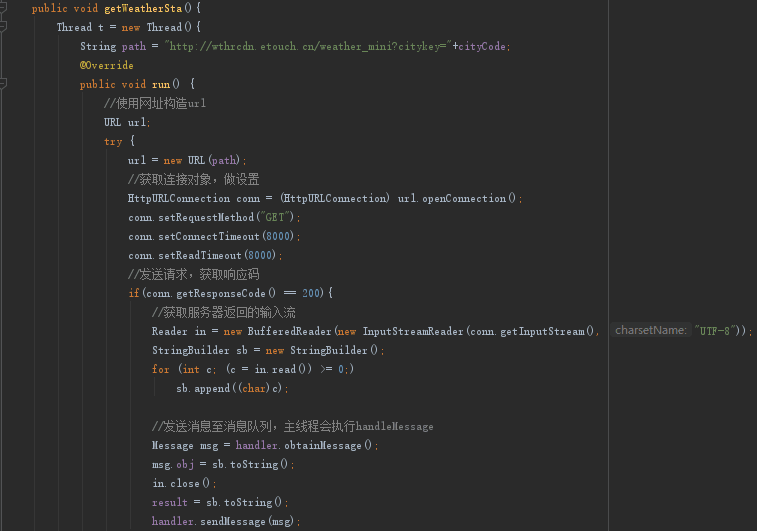 public void getWeatherSta(){
Thread t = new Thread(){
String path = "http://wthrcdn.etouch.cn/weather_mini?citykey="+cityCode;
@Override
public void run() {
//使用网址构造url
URL url;
try {
url = new URL(path);
//获取连接对象，做设置
HttpURLConnection conn = (HttpURLConnection) url.openConnection();
conn.setRequestMethod("GET");
conn.setConnectTimeout(8000);
conn.setReadTimeout(8000);
//发送请求，获取响应码
if(conn.getResponseCode() == 200){
//获取服务器返回的输入流
Reader in = new BufferedReader(new InputStreamReader(conn.getInputStream(), charsetName: "UTF-8"));
StringBuilder sb = new StringBuilder();
for (int c; (c = in.read()) >= 0;)
sb.append((char)c);
//发送消息至消息队列，主线程会执行handleMessage
Message msg = handler.obtainMessage();
msg.obj = sb.toString();
in.close();
result = sb.toString();
handler.sendMessage(msg);